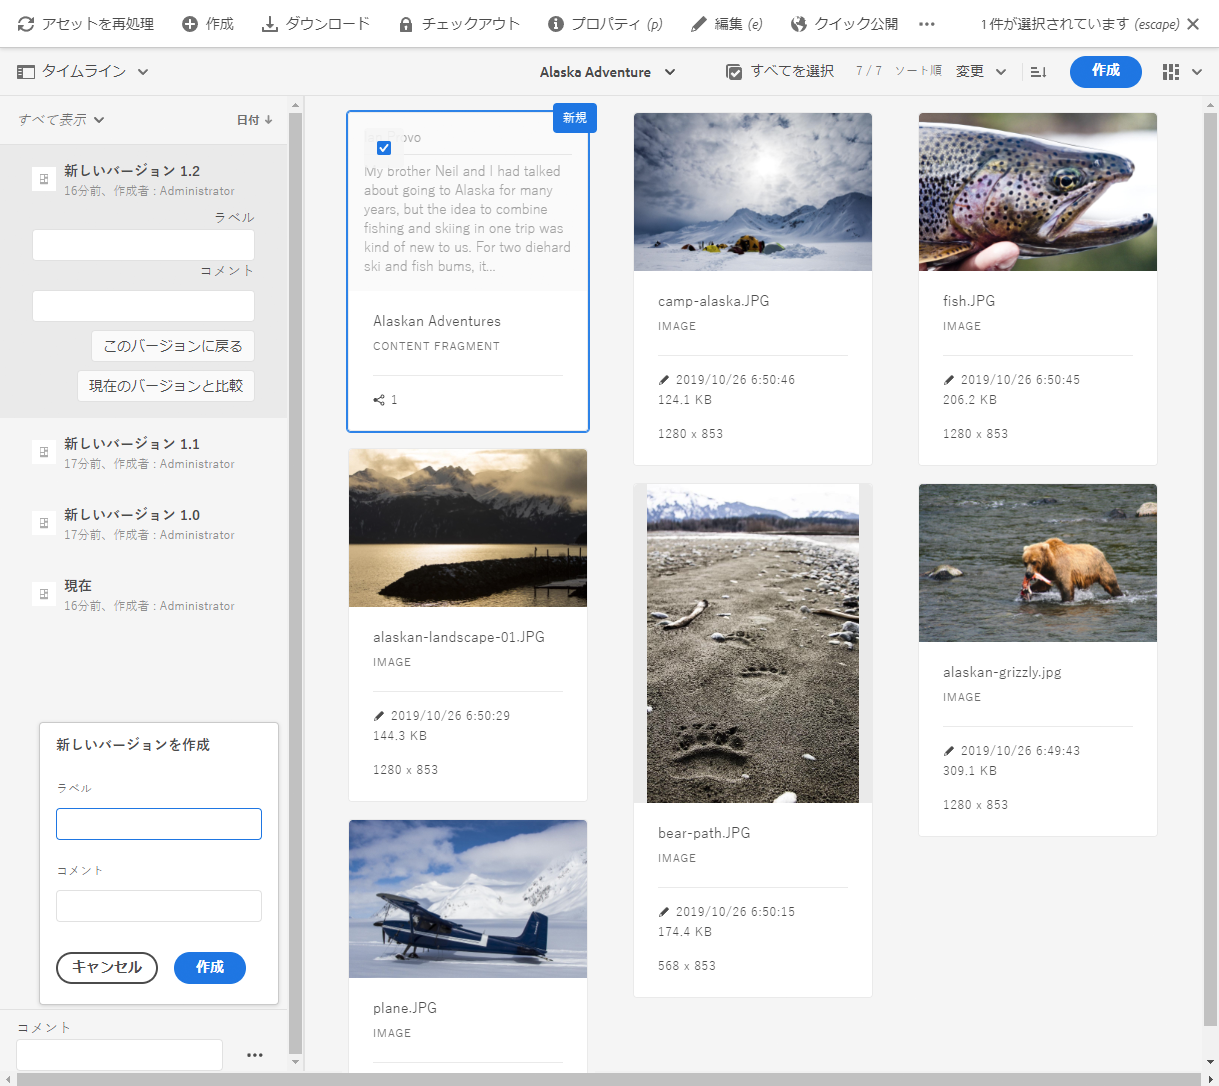 アセットを再処理 作成 ダウンロード チェックアウト プロパティ (p) 編集 (e) クイック公開 1 件が選択されています (escape)
タイムライン Alaska Adventure すべてを選択 7 / 7 ソート順 変更 作成
すべて表示 日付
新しいバージョン 1.2
16分前、作成者 : Administrator
ラベル
コメント
このバージョンに戻る
現在のバージョンと比較
新しいバージョン 1.1
17分前、作成者 : Administrator
新しいバージョン 1.0
17分前、作成者 : Administrator
現在
16分前、作成者 : Administrator
新しいバージョンを作成
ラベル
コメント
キャンセル 作成
コメント
新規
My brother Neil and I had talked
about going to Alaska for many
years, but the idea to combine
fishing and skiing in one trip was
kind of new to us. For two diehard
ski and fish bums, it...
Alaskan Adventures
CONTENT FRAGMENT
1
camp-alaska.JPG
IMAGE
2019/10/26 6:50:46
124.1 KB
1280 x 853
fish.JPG
IMAGE
2019/10/26 6:50:45
206.2 KB
1280 x 853
alaskan-landscape-01.JPG
IMAGE
2019/10/26 6:50:29
144.3 KB
1280 x 853
bear-path.JPG
IMAGE
2019/10/26 6:50:15
174.4 KB
568 x 853
alaskan-grizzly.jpg
IMAGE
2019/10/26 6:49:43
309.1 KB
1280 x 853
plane.JPG
IMAGE